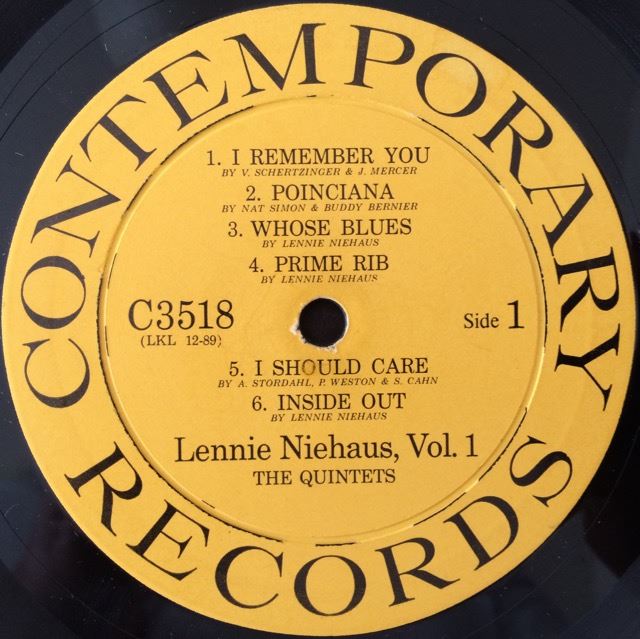 CONTEMPORARY
1. I REMEMBER YOU
BY V. SCHERTZINGER & J. MERCER
2. POINCIANA
BY NAT SIMON & BUDDY BERNIER
3. WHOSE BLUES
BY LENNIE NIEHAUS
4. PRIME RIB
BY LENNIE NIEHAUS
C3518
(LKL 12-89)
Side 1
5. I SHOULD CARE
BY A. STORDAHL, P. WESTON & S. CAHN
6. INSIDE OUT
BY LENNIE NIEHAUS
Lennie Niehaus, Vol. 1
THE QUINTETS
RECORDS